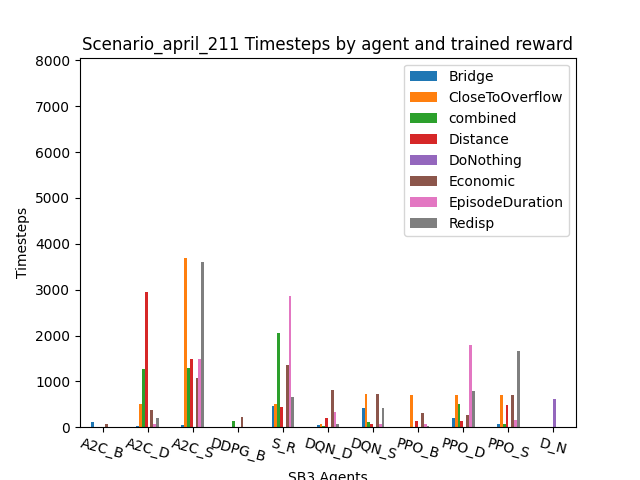 Scenario_april_211 Timesteps by agent and trained reward
8000
7000
6000
5000
4000
3000
2000
1000
0
Timesteps
Bridge
CloseToOverflow
combined
Distance
DoNothing
Economic
EpisodeDuration
Redisp
A2C_B
A2C_D
A2C_S
DDPG_B
S_R
DQN_D
DQN_S
PPO_B
PPO_D
PPO_S
D_N
SB3 Agents